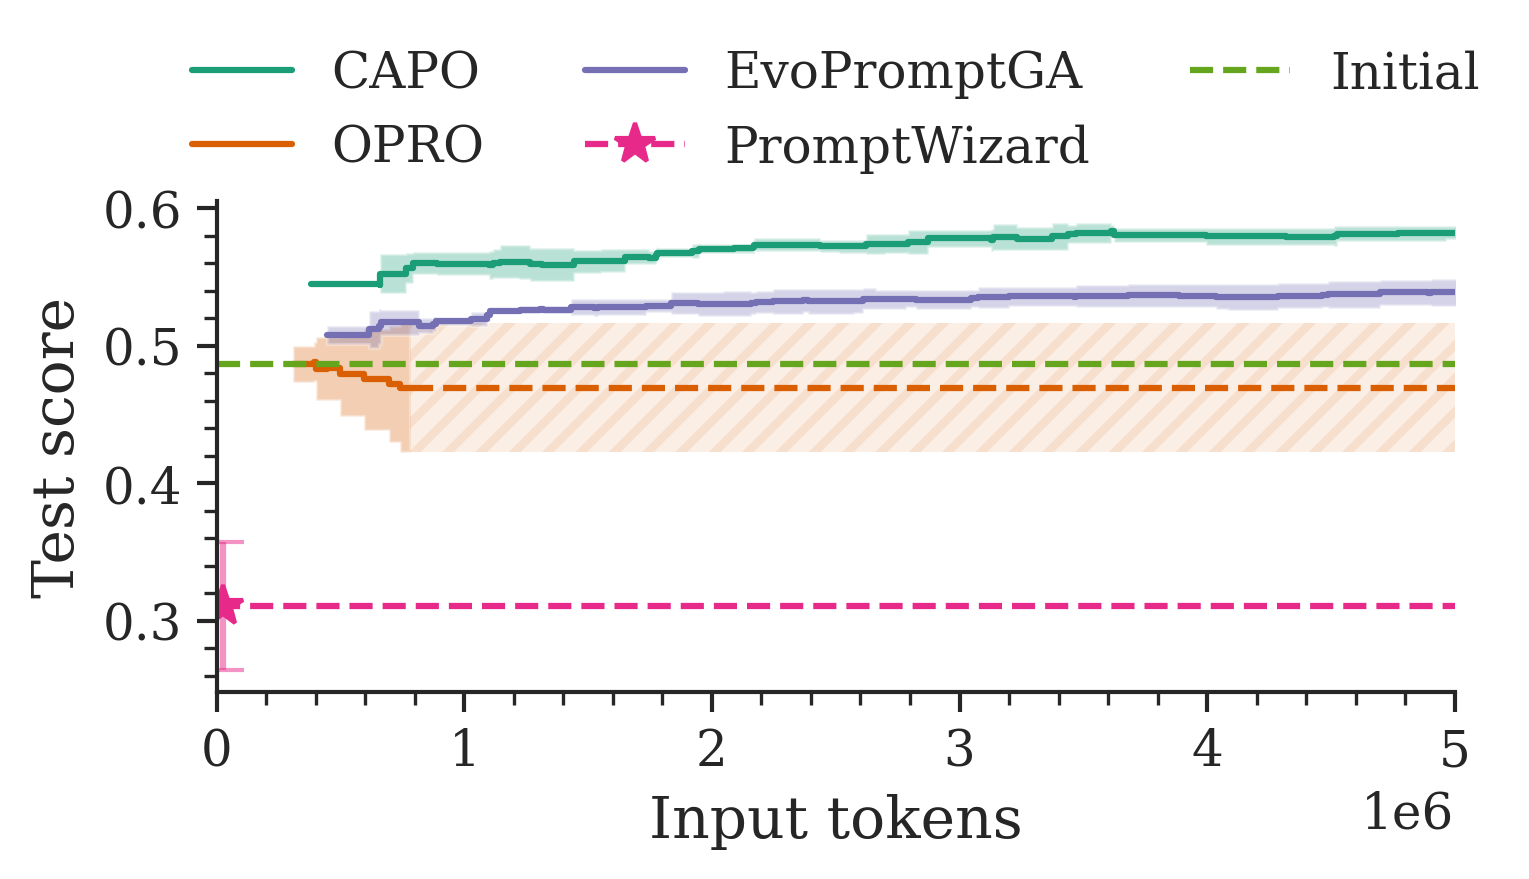 CAPO EvoPromptGA Initial
OPRO PromptWizard
0.6
0.5
0.4
0.3
Test score
0 1 2 3 4 5
Input tokens
1e6